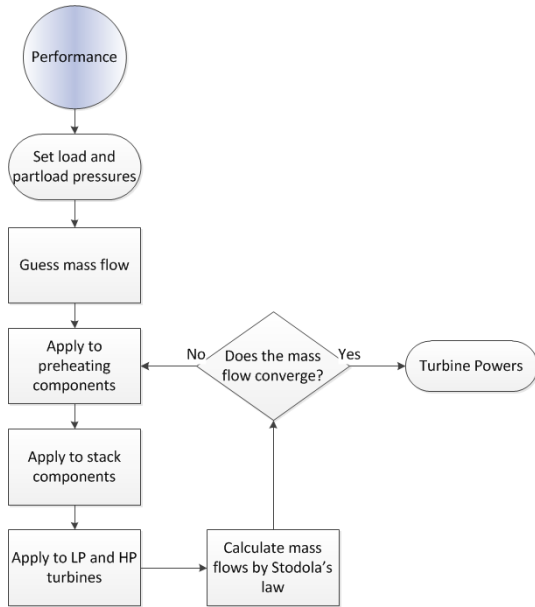 Performance
Set load and
partload pressures
Guess mass flow
Apply to
preheating
components
No
Does the mass
flow converge?
Yes
Turbine Powers
Apply to stack
components
Apply to LP and HP
turbines
Calculate mass
flows by Stodola's
law